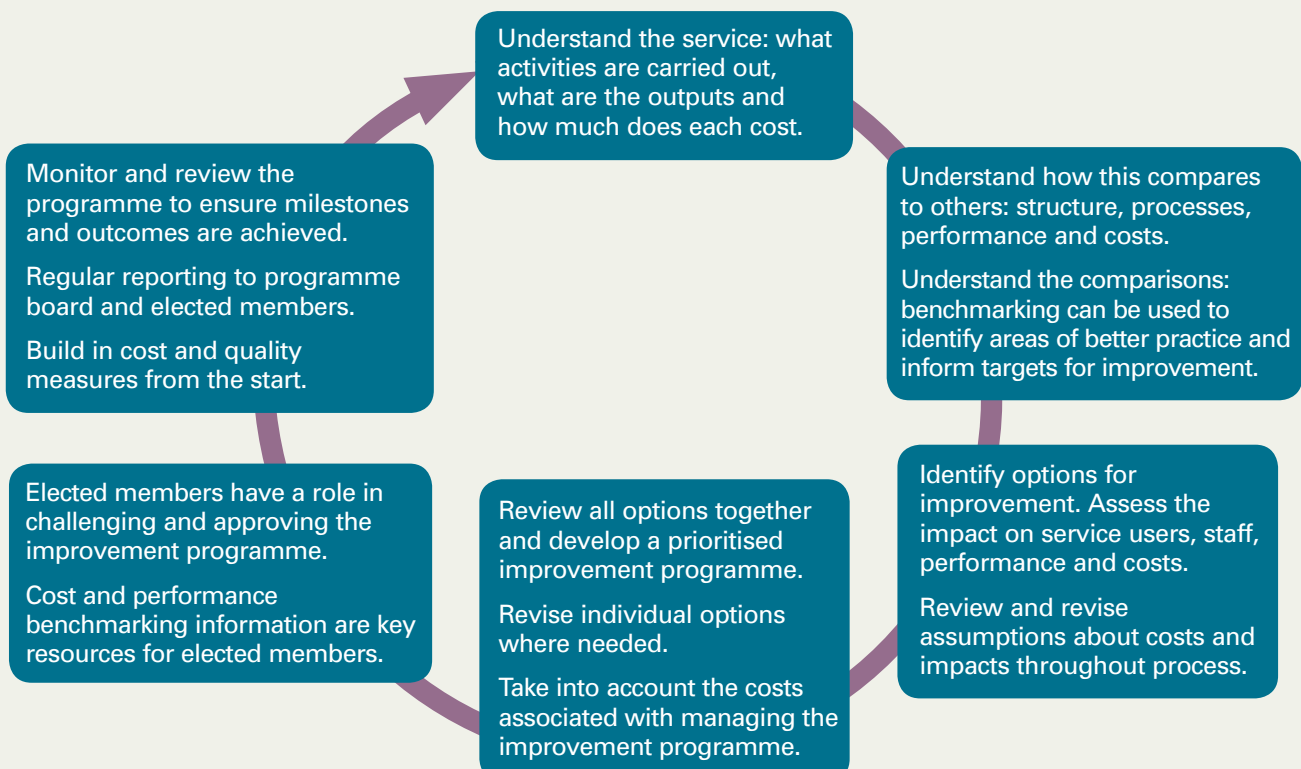 Understand the service: what
activities are carried out,
what are the outputs and
how much does each cost.
Understand how this compares
to others: structure, processes,
performance and costs.
Understand the comparisons:
benchmarking can be used to
identify areas of better practice and
inform targets for improvement.
Identify options for
improvement. Assess the
impact on service users, staff,
performance and costs.
Review and revise
assumptions about costs and
impacts throughout process.
Review all options together
and develop a prioritised
improvement programme.
Revise individual options
where needed.
Take into account the costs
associated with managing the
improvement programme.
Elected members have a role in
challenging and approving the
improvement programme.
Cost and performance
benchmarking information are key
resources for elected members.
Monitor and review the
programme to ensure milestones
and outcomes are achieved.
Regular reporting to programme
board and elected members.
Build in cost and quality
measures from the start.